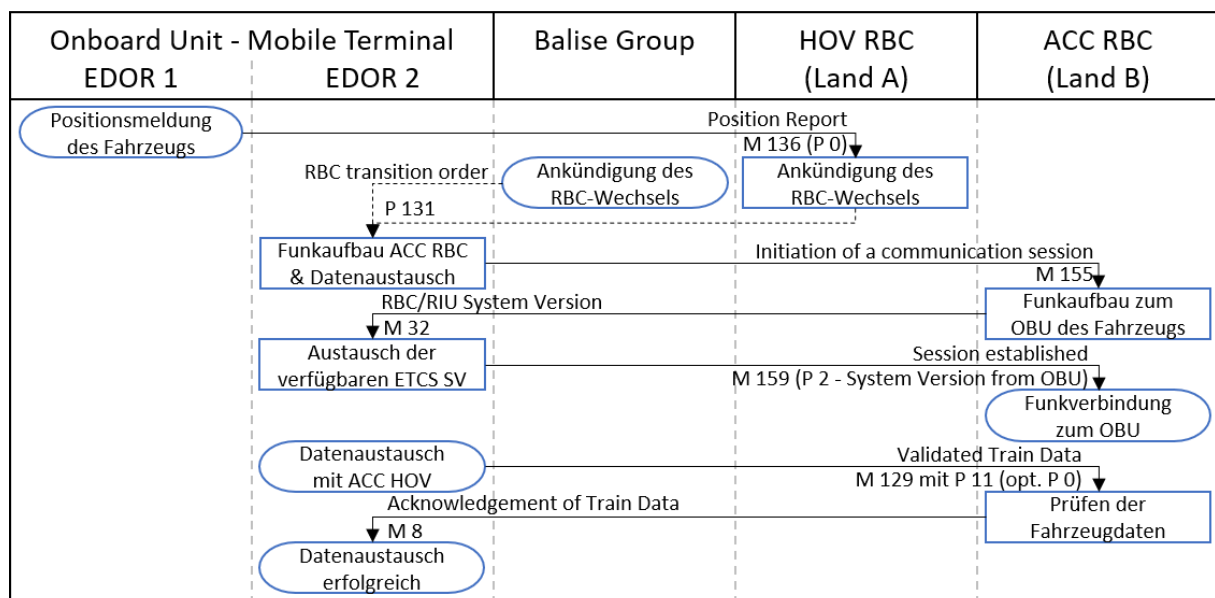 Onboard Unit - Mobile Terminal
EDOR 1
EDOR 2
Balise Group
HOV RBC
(Land A)
ACC RBC
(Land B)
Positionsmeldung
des Fahrzeugs
Position Report
M 136 (P 0)
RBC transition order
P 131
Ankündigung des
RBC-Wechsels
Ankündigung des
RBC-Wechsels
Funkaufbau ACC RBC
& Datenaustausch
Initiation of a communication session
M 155
RBC/RIU System Version
M 32
Funkaufbau zum
OBU des Fahrzeugs
Austausch der
verfügbaren ETCS SV
Session established
M 159 (P 2 - System Version from OBU)
Funkverbindung
zum OBU
Datenaustausch
mit ACC HOV
Validated Train Data
M 129 mit P 11 (opt. P 0)
Acknowledgement of Train Data
M 8
Prüfen der
Fahrzeugdaten
Datenaustausch
erfolgreich